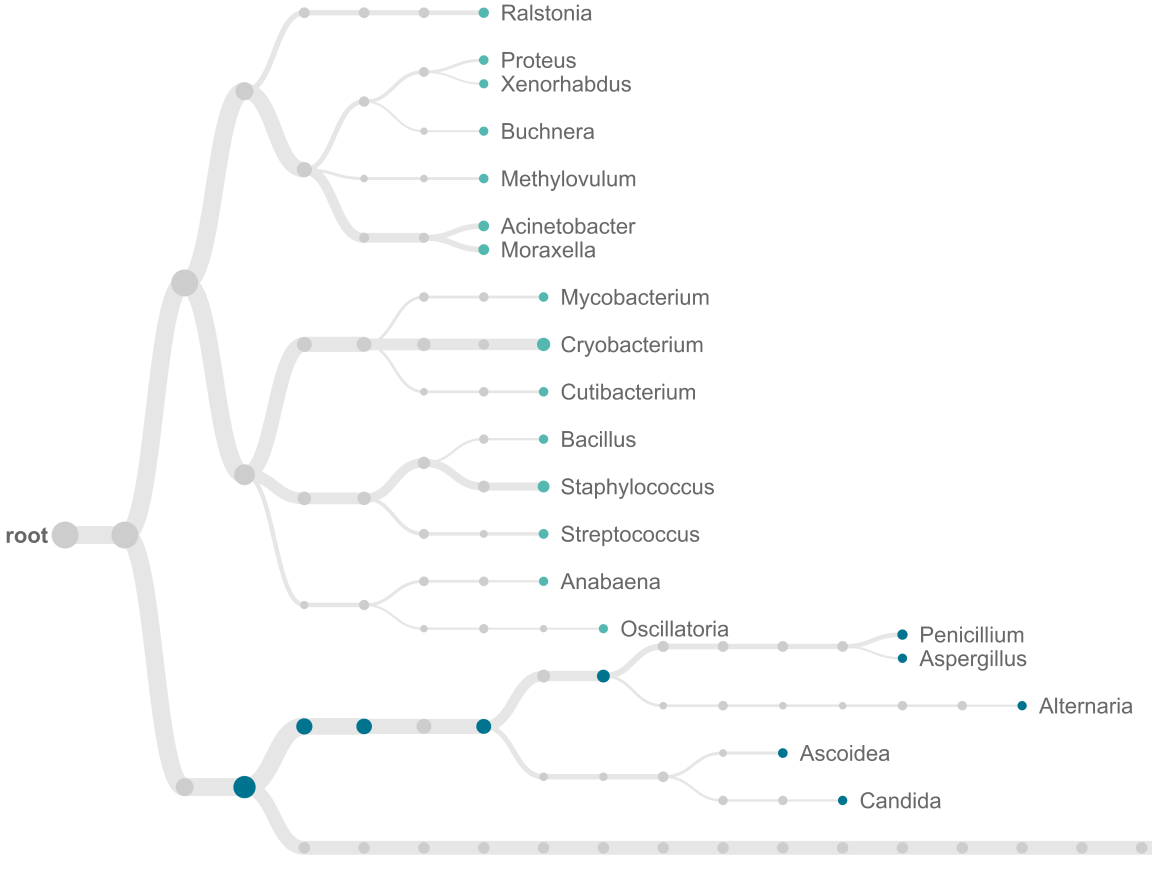 Ralstonia
Proteus
Xenorhabdus
Buchnera
Methylovulum
Acinetobacter
Moraxella
Mycobacterium
Cryobacterium
Cutibacterium
Bacillus
Staphylococcus
root
Streptococcus
Anabaena
Oscillatoria
Penicillium
Aspergillus
Alternaria
Ascoidea
Candida